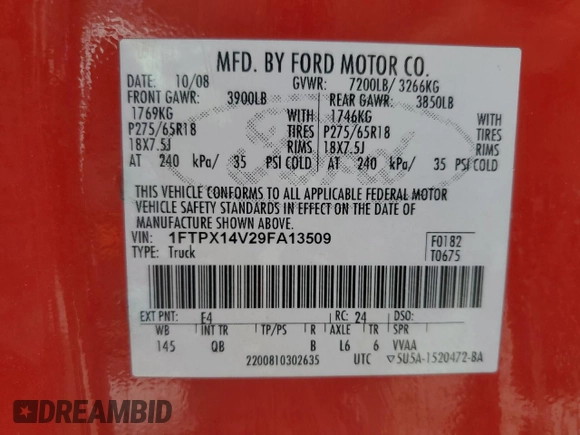 MFD. BY FORD MOTOR CO.
DATE: 10/08 GVWR: 7200LB/ 3266KG
FRONT GAWR: 3900LB REAR GAWR: 3850LB
1769KG WITH 1746KG WITH
P275/65R18 TIRES P275/65R18 TIRES
18X7.5J RIMS 18X7.5J RIMS
AT 240 kPa/ 35 PSI COLD AT 240 kPa/ 35 PSI COLD
Ford
THIS VEHICLE CONFORMS TO ALL APPLICABLE FEDERAL MOTOR
VEHICLE SAFETY STANDARDS IN EFFECT ON THE DATE OF
MANUFACTURE SHOWN ABOVE.
VIN: 1FTPX14V29FA13509 F0182
TYPE: Truck T0675
EXT PNT: E4 RC: 24 DSO:
WB INT TR TP/PS R AXLE TR SPR
145 QB B L6 6 VVAA
2200810302635 UTC ▽5U5A-1520472-BA
DREAMBID